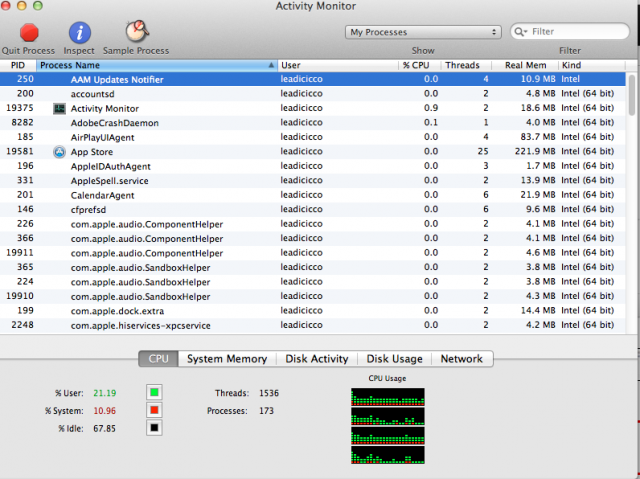 Activity Monitor
My Processes
Filter
Quit Process Inspect Sample Process Show Filter
PID Process Name User % CPU Threads Real Mem Kind
250 AAM Updates Notifier leadicicco 0.0 4 10.9 MB Intel
200 accountsd leadicicco 0.0 2 4.8 MB Intel (64 bit)
19375 Activity Monitor leadicicco 0.9 2 18.6 MB Intel (64 bit)
8282 AdobeCrashDaemon leadicicco 0.1 1 4.0 MB Intel (64 bit)
185 AirPlayUIAgent leadicicco 0.0 4 83.7 MB Intel (64 bit)
19581 App Store leadicicco 0.0 25 221.9 MB Intel (64 bit)
196 AppleIDAuthAgent leadicicco 0.0 3 1.7 MB Intel (64 bit)
331 AppleSpell.service leadicicco 0.0 2 13.9 MB Intel (64 bit)
201 CalendarAgent leadicicco 0.0 6 21.9 MB Intel (64 bit)
146 cfprefsd leadicicco 0.0 6 9.6 MB Intel (64 bit)
226 com.apple.audio.ComponentHelper leadicicco 0.0 2 4.1 MB Intel (64 bit)
366 com.apple.audio.ComponentHelper leadicicco 0.0 2 4.1 MB Intel (64 bit)
19911 com.apple.audio.ComponentHelper leadicicco 0.0 2 4.6 MB Intel (64 bit)
365 com.apple.audio.SandboxHelper leadicicco 0.0 2 3.8 MB Intel (64 bit)
224 com.apple.audio.SandboxHelper leadicicco 0.0 2 3.8 MB Intel (64 bit)
19910 com.apple.audio.SandboxHelper leadicicco 0.0 2 4.3 MB Intel (64 bit)
199 com.apple.dock.extra leadicicco 0.0 2 14.4 MB Intel (64 bit)
2248 com.apple.hiservices-xpcservice leadicicco 0.0 2 4.2 MB Intel (64 bit)
CPU System Memory Disk Activity Disk Usage Network
CPU Usage
% User: 21.19 Threads: 1536
% System: 10.96 Processes: 173
% Idle: 67.85